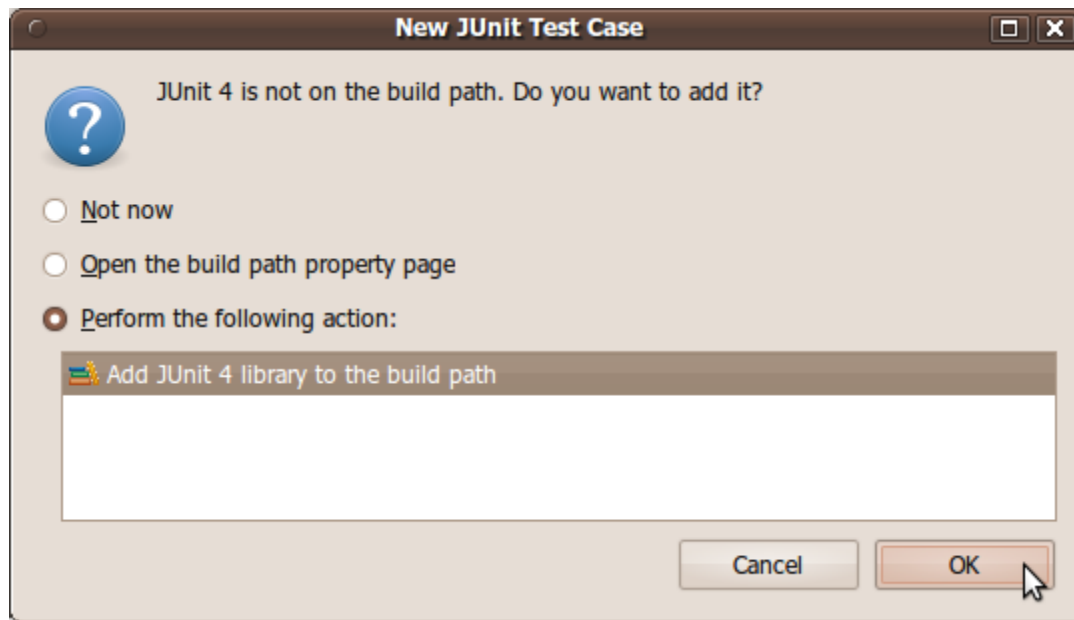 New JUnit Test Case
JUnit 4 is not on the build path. Do you want to add it?
Not now
Open the build path property page
Perform the following action:
Add JUnit 4 library to the build path
Cancel OK